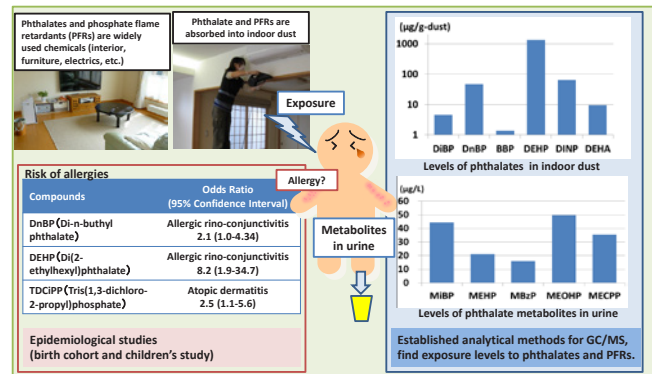 Phthalates and phosphate flame
retardants (PFRs) are widely
used chemicals (interior,
furniture, electrics, etc.)
Phthalate and PFRs are
absorbed into indoor dust
Exposure
Allergy?
Metabolites
in urine
Risk of allergies
Compounds
Odds Ratio
(95% Confidence Interval)
DnBP(Di-n-buthyl
phthalate)
Allergic rino-conjunctivitis
2.1 (1.0-4.34)
DEHP(Di(2-
ethylhexyl)phthalate)
Allergic rino-conjunctivitis
8.2 (1.9-34.7)
TDCiPP(Tris(1,3-dichloro-
2-propyl)phosphate)
Atopic dermatitis
2.5 (1.1-5.6)
Epidemiological studies
(birth cohort and children's study)
(μg/g-dust)
1000
100
10
1
DiBP DnBP BBP DEHP DINP DEHA
Levels of phthalates in indoor dust
(μg/L)
60
50
40
30
20
10
0
MiBP MEHP MBzP MEOHP MECPP
Levels of phthalate metabolites in urine
Established analytical methods for GC/MS,
find exposure levels to phthalates and PFRs.